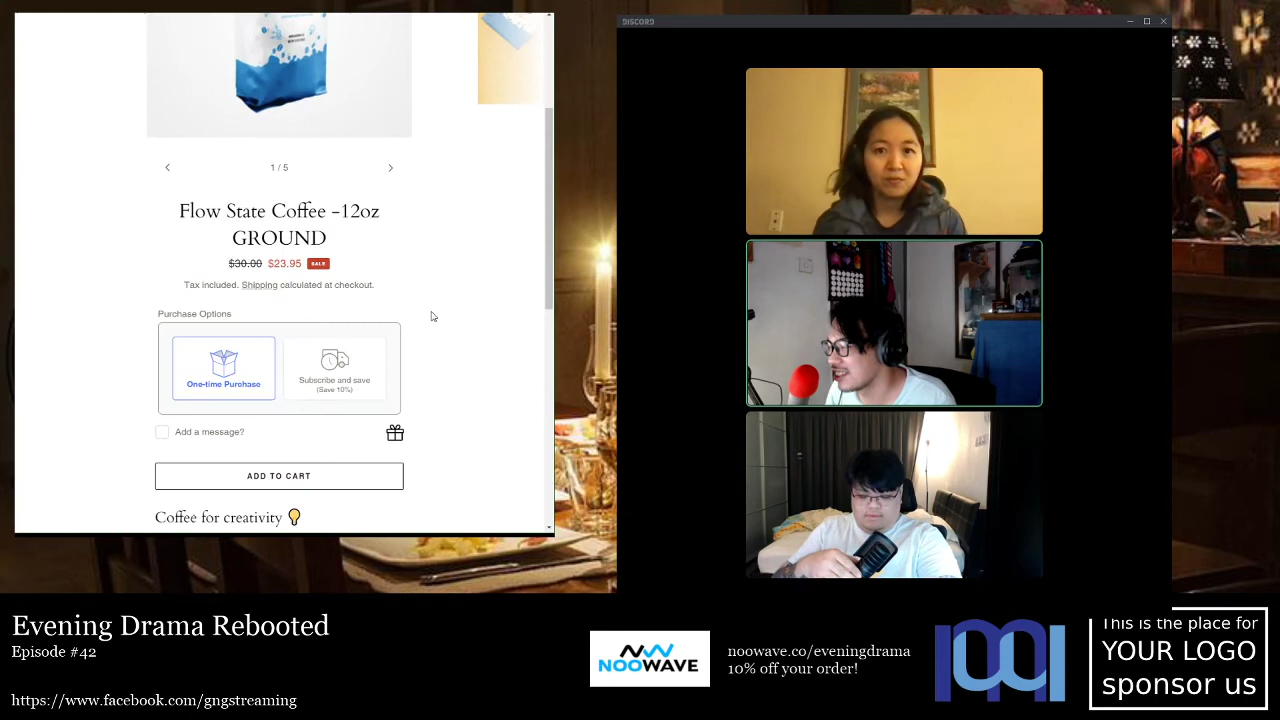 1 / 5
Flow State Coffee -12oz
GROUND
$30.00 $23.95 SALE
Tax included. Shipping calculated at checkout.
Purchase Options
One-time Purchase
Subscribe and save
(Save 10%)
Add a message?
ADD TO CART
Coffee for creativity
DISCORD
Evening Drama Rebooted
Episode #42
https://www.facebook.com/gngstreaming
NOOWAVE
noowave.co/eveningdrama
10% off your order!
This is the place for
YOUR LOGO
sponsor us